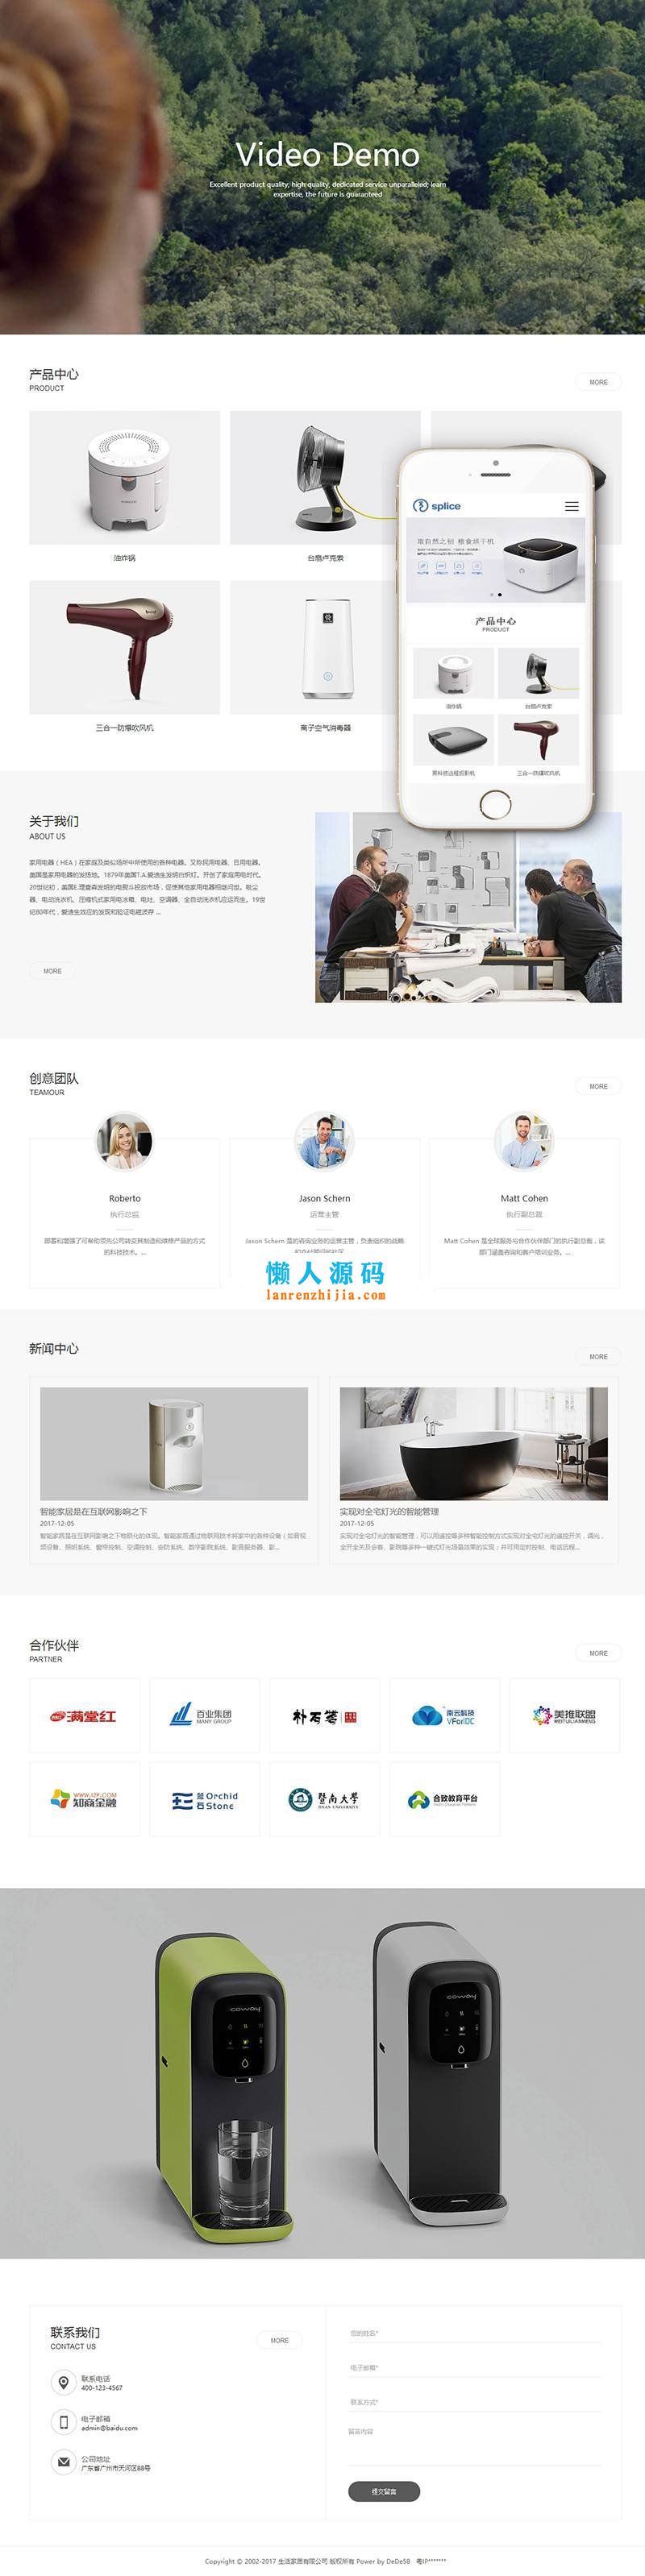 Video Demo
Excellent product quality, high quality, dedicated service unparalleled; learn
expertise, the future is guaranteed
产品中心
PRODUCT
MORE
油炸锅
台扇卢克索
三合一防爆吹风机
离子空气消毒器
splice
取自然之韧 粮食烘干机
产品中心
PRODUCT
油炸锅
台扇卢克索
黑科技远程投影机
三合一防爆吹风机
关于我们
ABOUT US
家用电器（HEA）在家庭及类似场所中所使用的各种电器。又称民用电器、日用电器。
美国是家用电器的发祥地。1879年美国T.A.爱迪生发明白炽灯。开创了家庭用电时代。
20世纪初，美国E.理查森发明的电熨斗投放市场，促使其他家用电器相继问世。吸尘
器、电动洗衣机、压缩机式家用电冰箱、电灶、空调器、全自动洗衣机应运而生。19世
纪80年代，爱迪生效应的发现和验证电磁波存 ...
MORE
创意团队
TEAMOUR
MORE
Roberto
执行总监
部署和增强了可帮助领先公司转变其制造和维修产品的方式
的科技技术。...
Jason Schern
运营主管
Jason Schern 是的咨询业务的运营主管，负责组织的战略
Matt Cohen
执行副总裁
Matt Cohen 是全球服务与合作伙伴部门的执行副总裁，该
部门涵盖咨询和客户培训业务。...
懒人源码
lanrenzhijia.com
新闻中心
MORE
智能家居是在互联网影响之下
2017-12-05
智能家居是在互联网影响之下物联化的体现。智能家居通过物联网技术将家中的各种设备（如音视
频设备、照明系统、窗帘控制、空调控制、安防系统、数字影院系统、影音服务器、影...
实现对全宅灯光的智能管理
2017-12-05
实现对全宅灯光的智能管理，可以用遥控等多种智能控制方式实现对全宅灯光的遥控开关，调光，
全开全关及会客、影院等多种一键式灯光场景效果的实现；并可用定时控制、电话远程...
合作伙伴
PARTNER
MORE
满堂红
百业集团
MANY GROUP
朴石荟
南云科技
VForIDC
美推联盟
MEITUILIANMENG
WWW.IZP.COM
知商金融
兰Orchid
石Stone
暨南大学
JINAN UNIVERSITY
合致教育平台
coway
coway
联系我们
CONTACT US
MORE
联系电话
400-123-4567
电子邮箱
admin@baidu.com
公司地址
广东省广州市天河区88号
您的姓名*
电子邮箱*
联系方式*
留言内容
提交留言
Copyright © 2002-2017 生活家居有限公司 版权所有 Power by DeDe58 粤IP*******